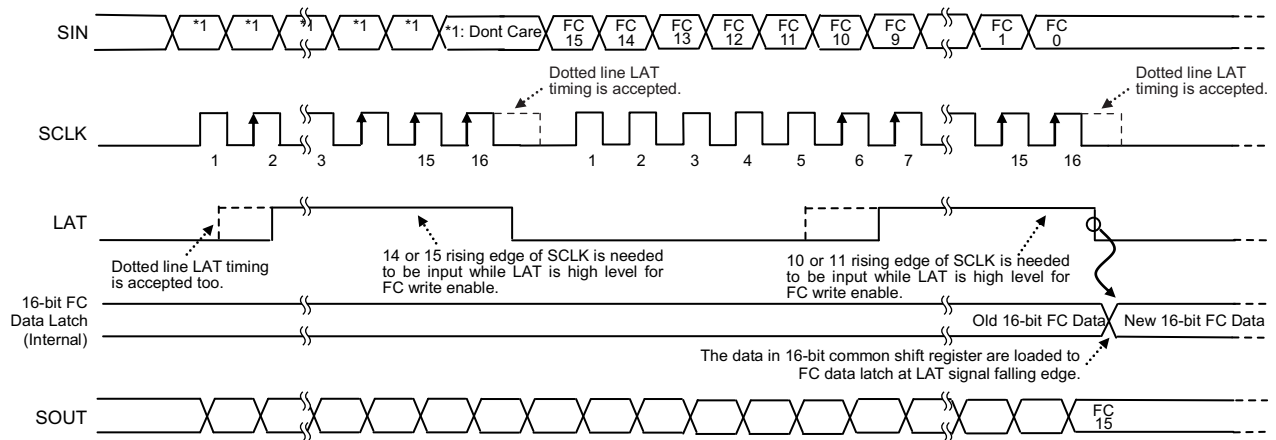 SIN
*1
*1
*1
*1
*1
*1: Dont Care
FC
15
FC
14
FC
13
FC
12
FC
11
FC
10
FC
9
FC
1
FC
0
Dotted line LAT
timing is accepted.
Dotted line LAT
timing is accepted.
SCLK
1
2
3
15
16
1
2
3
4
5
6
7
15
16
LAT
Dotted line LAT timing
is accepted too.
14 or 15 rising edge of SCLK is needed
to be input while LAT is high level for
FC write enable.
10 or 11 rising edge of SCLK is needed
to be input while LAT is high level for
FC write enable.
16-bit FC
Data Latch
(Internal)
Old 16-bit FC Data
New 16-bit FC Data
The data in 16-bit common shift register are loaded to
FC data latch at LAT signal falling edge.
SOUT
FC
15